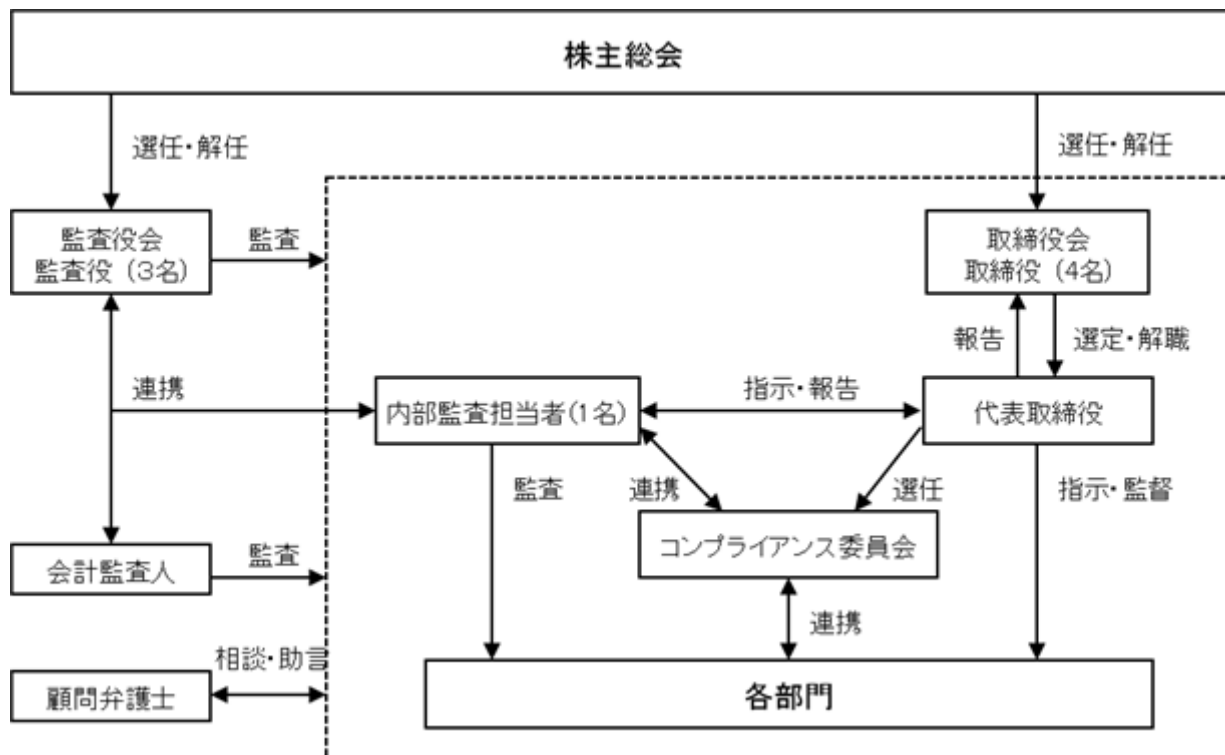 株主総会
選任・解任
選任・解任
監査役会
監査役（3名）
監査
取締役会
取締役（4名）
報告
選定・解職
連携
内部監査担当者(1名)
指示・報告
代表取締役
監査
連携
選任
指示・監督
コンプライアンス委員会
会計監査人
監査
連携
相談・助言
顧問弁護士
各部門